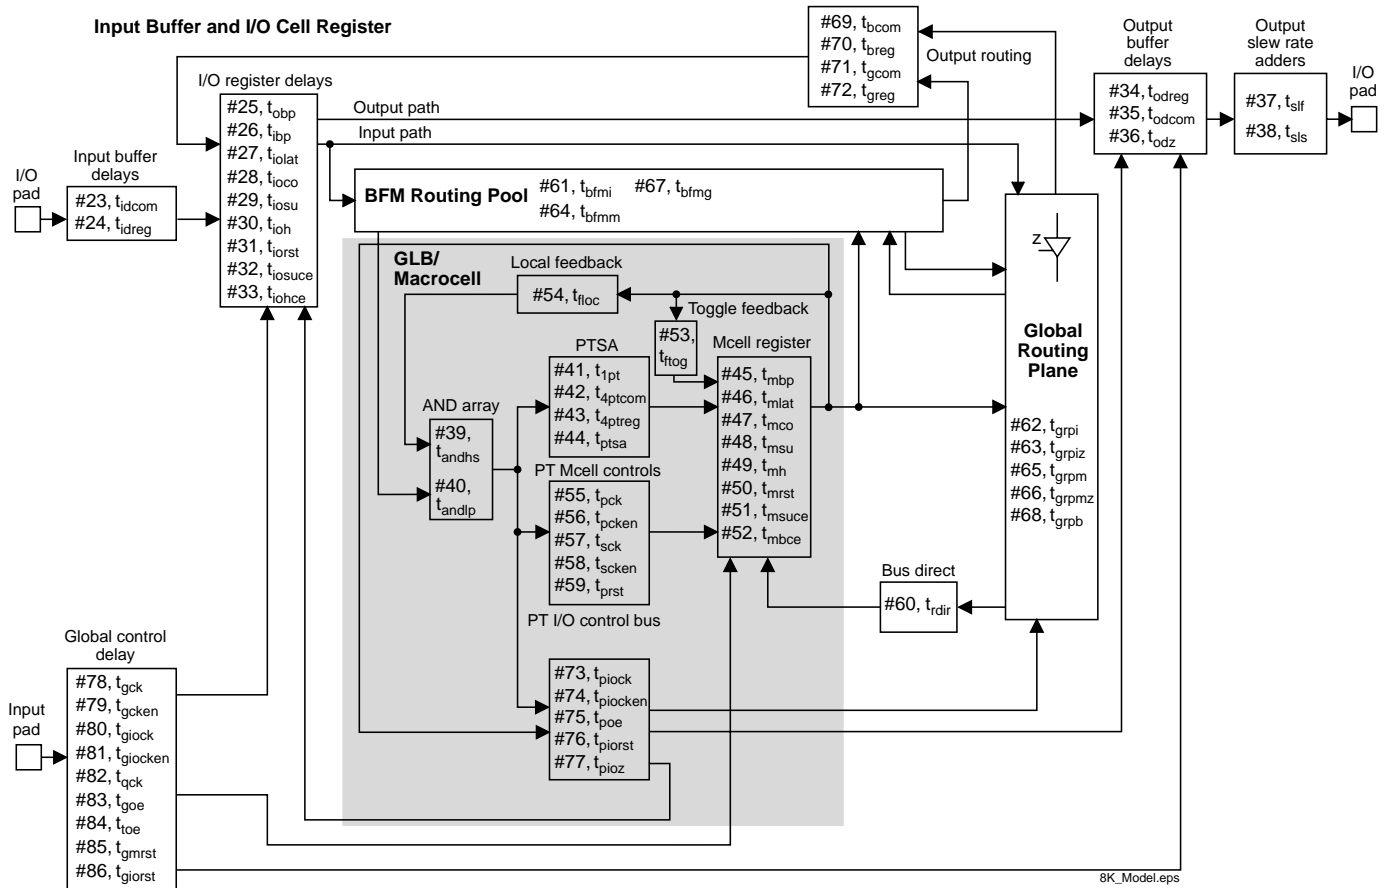 Input Buffer and I/O Cell Register
I/O register delays
#25, tobp
#26, tibp
#27, tiolat
#28, tioco
#29, tiosu
#30, tioh
#31, tiorst
#32, tiosuce
#33, tiohce
I/O
pad
Input buffer
delays
#23, tidcom
#24, tidreg
Output path
Input path
#69, tbcom
#70, tbreg
#71, tgcom
#72, tgreg
Output routing
Output
buffer
delays
#34, todreg
#35, todcom
#36, todz
Output
slew rate
adders
#37, tslf
#38, tsls
I/O
pad
BFM Routing Pool
#61, tbfmi
#67, tbfmg
#64, tbfmm
GLB/
Macrocell
Local feedback
#54, tfloc
Toggle feedback
#53,
tftog
PTSA
#41, t1pt
#42, t4ptcom
#43, t4ptreg
#44, tptsa
Mcell register
#45, tmbp
#46, tmlat
#47, tmco
#48, tmsu
#49, tmh
#50, tmrst
#51, tmsuce
#52, tmbce
AND array
#39,
tandhs
#40,
tandlp
PT Mcell controls
#55, tpck
#56, tpcken
#57, tsck
#58, tscken
#59, tprst
PT I/O control bus
#73, tpiock
#74, tpiocken
#75, tpoe
#76, tpiorst
#77, tpioz
z
Global
Routing
Plane
#62, tgrpi
#63, tgrpiz
#65, tgrpm
#66, tgrpmz
#68, tgrpb
Bus direct
#60, trdir
Global control
delay
Input
pad
#78, tgck
#79, tgcken
#80, tgiock
#81, tgiocken
#82, tqck
#83, tgoe
#84, ttoe
#85, tgmrst
#86, tgiorst
8K_Model.eps